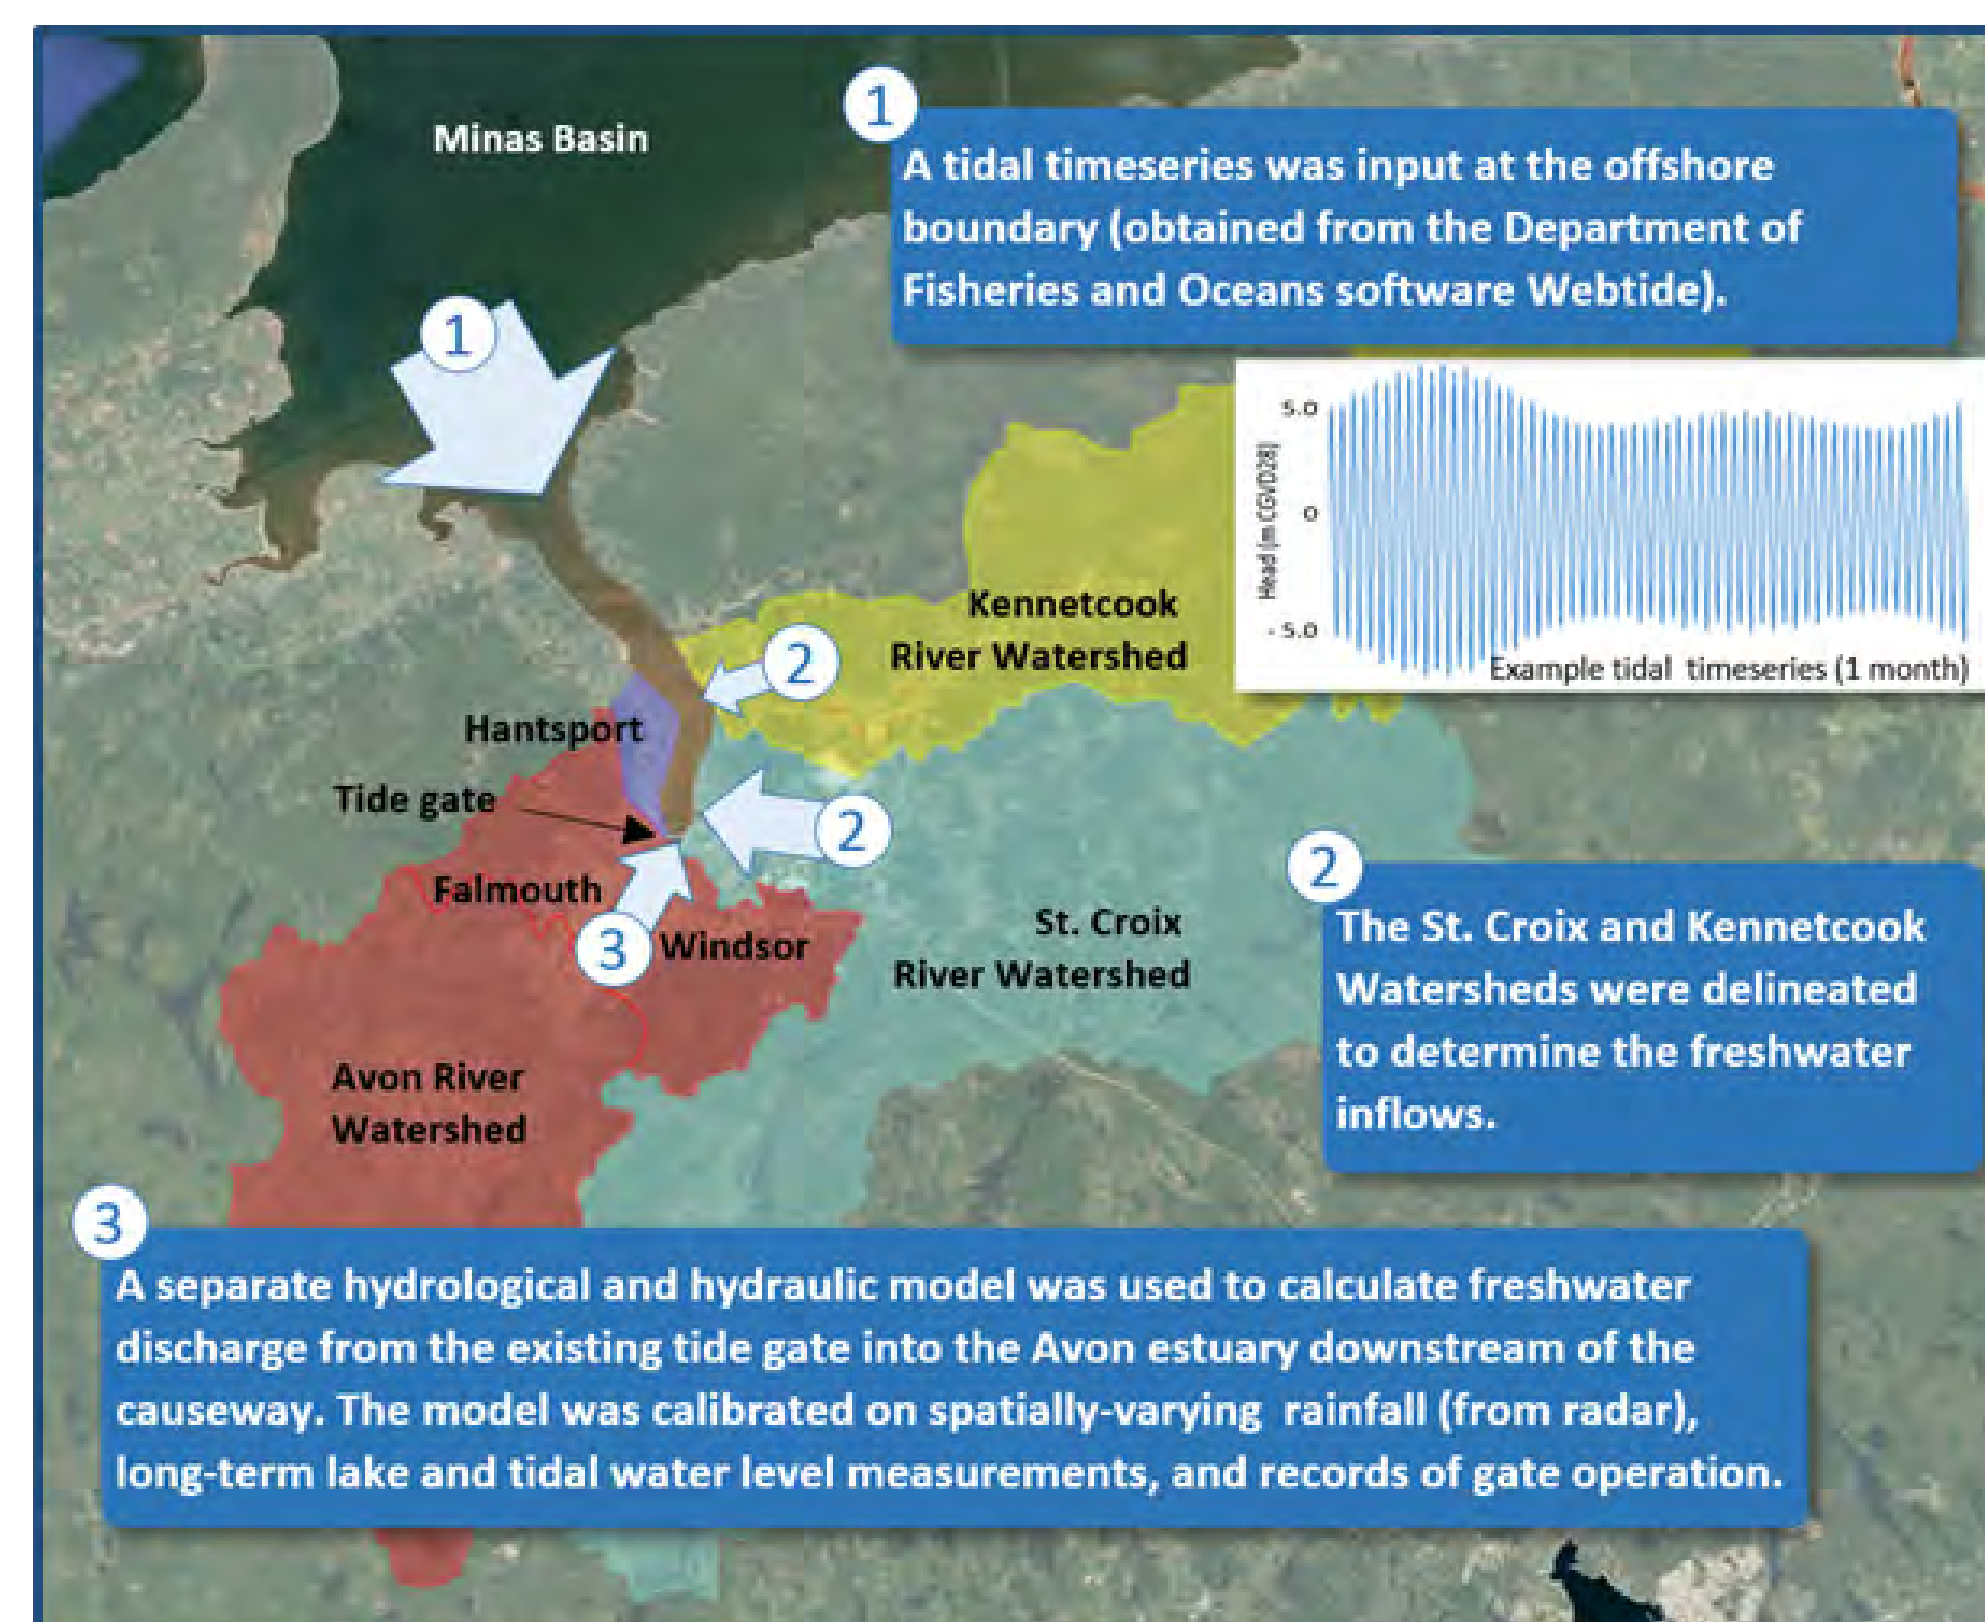 Minas Basin
1
A tidal timeseries was input at the offshore
boundary (obtained from the Department of
Fisheries and Oceans software Webtide).
1
5.0
0
- 5.0
Head (m CGVD28)
Example tidal timeseries (1 month)
Kennetcook
River Watershed
2
Hantsport
Tide gate
2
Falmouth
3
Windsor
St. Croix
River Watershed
2
The St. Croix and Kennetcook
Watersheds were delineated
to determine the freshwater
inflows.
Avon River
Watershed
3
A separate hydrological and hydraulic model was used to calculate freshwater
discharge from the existing tide gate into the Avon estuary downstream of the
causeway. The model was calibrated on spatially-varying rainfall (from radar),
long-term lake and tidal water level measurements, and records of gate operation.